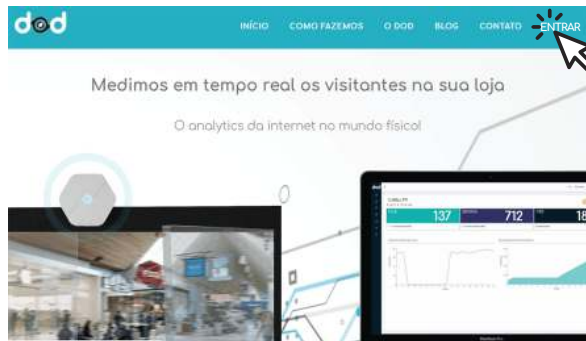 dod
INÍCIO COMO FAZEMOS O DOD BLOG CONTATO ENTRAR
Medimos em tempo real os visitantes na sua loja
O analytics da internet no mundo físico!
137 712 18